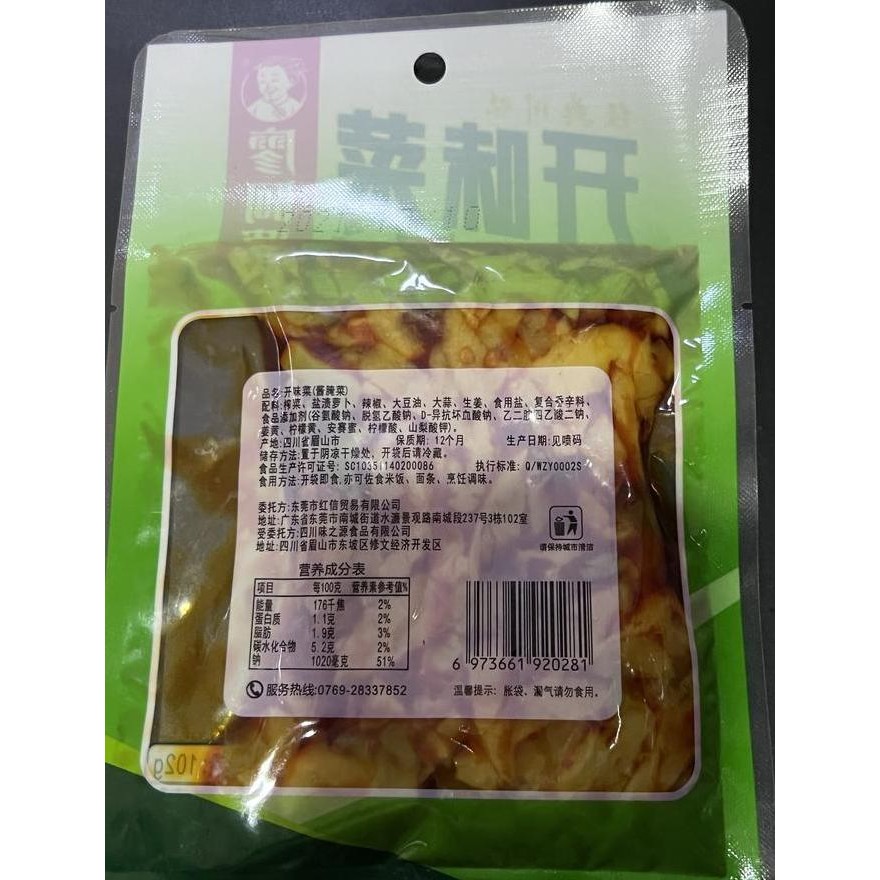 经典川味
开味菜
品名:开味菜(酱腌菜)
配料:榨菜、盐渍萝卜、辣椒、大豆油、大蒜、生姜、食用盐、复合香辛料、
食品添加剂(谷氨酸钠、脱氢乙酸钠、D-异抗坏血酸钠、乙二胺四乙酸二钠、
姜黄、柠檬黄、安赛蜜、柠檬酸、山梨酸钾)。
产地:四川省眉山市 保质期:12个月 生产日期:见喷码
储存方法:置于阴凉干燥处，开袋后请冷藏。
食品生产许可证号: SC10351140200086 执行标准: Q/WZY0002S
食用方法:开袋即食,亦可佐食米饭、面条、烹饪调味。
委托方:东莞市红信贸易有限公司
地址:广东省东莞市南城街道水濂景观路南城段237号3栋102室
受委托方:四川味之源食品有限公司
地址:四川省眉山市东坡区修文经济开发区
请保持城市清洁
营养成分表
项目 每100克 营养素参考值%
能量 176千焦 2%
蛋白质 1.1克 2%
脂肪 1.9克 3%
碳水化合物 5.2克 2%
钠 1020毫克 51%
6 973661 920281
服务热线:0769-28337852
温馨提示: 胀袋、漏气请勿食用。
102g